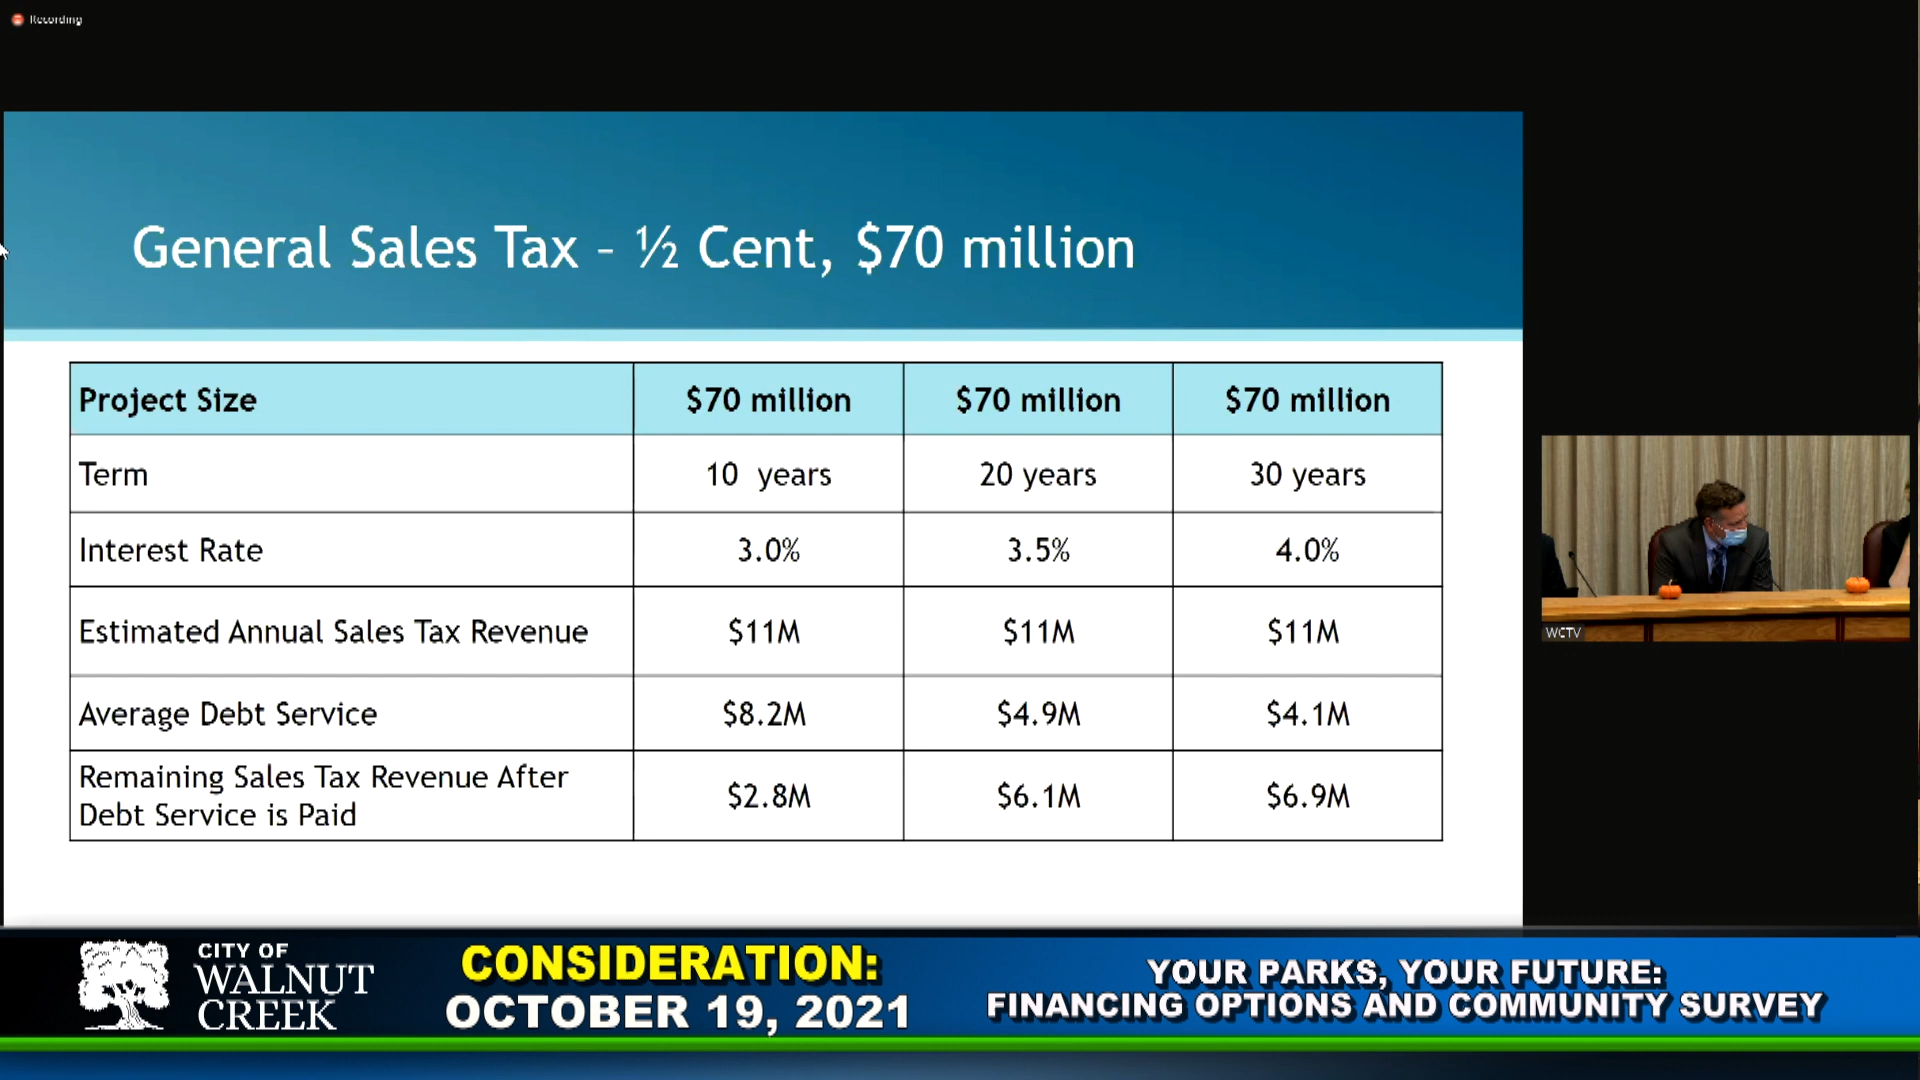 Recording
General Sales Tax – ½ Cent, $70 million
Project Size $70 million $70 million $70 million
Term 10 years 20 years 30 years
Interest Rate 3.0% 3.5% 4.0%
Estimated Annual Sales Tax Revenue $11M $11M $11M
Average Debt Service $8.2M $4.9M $4.1M
Remaining Sales Tax Revenue After
Debt Service is Paid $2.8M $6.1M $6.9M
WCTV
CITY OF
WALNUT
CREEK
CONSIDERATION:
OCTOBER 19, 2021
YOUR PARKS, YOUR FUTURE:
FINANCING OPTIONS AND COMMUNITY SURVEY